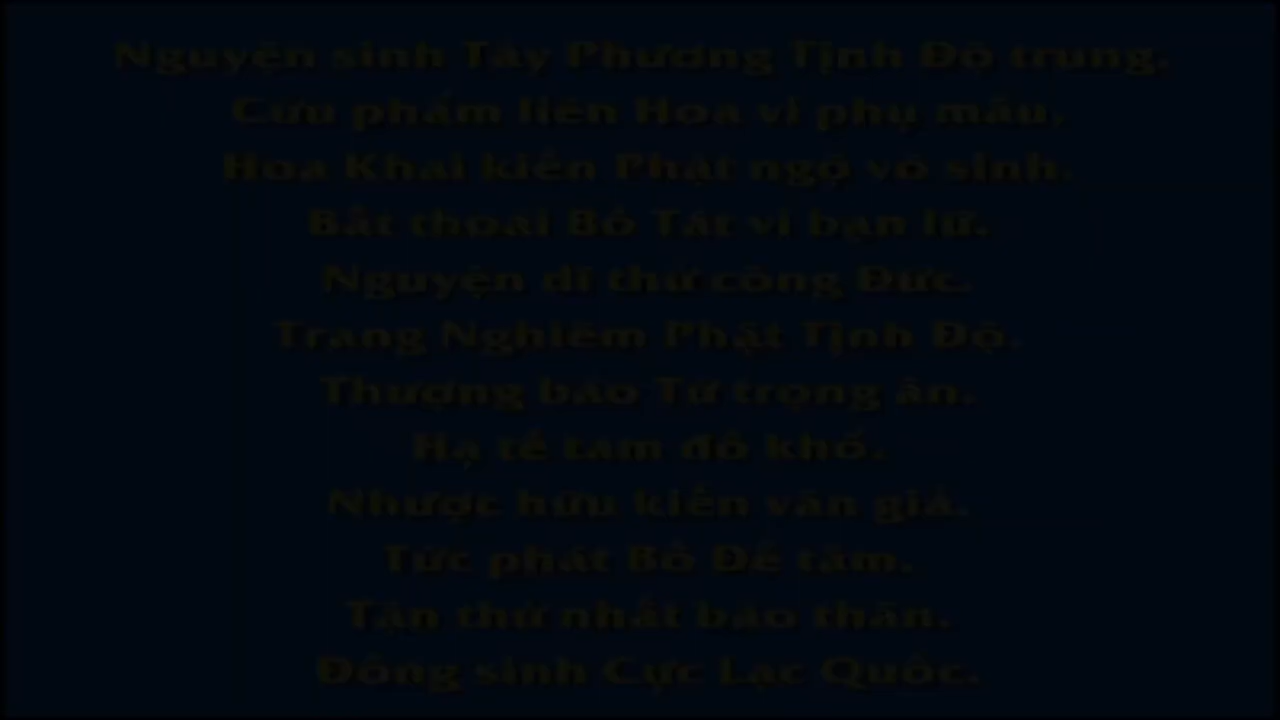 Nguyện sinh Tây Phương Tịnh Độ trung.
Cửu phẩm liên Hoa vi phụ mẫu.
Hoa Khai kiến Phật ngộ vô sinh.
Bất thoái Bồ Tát vi bạn lữ.
Nguyện dĩ thử công Đức.
Trang Nghiêm Phật Tịnh Độ.
Thượng báo Tứ trọng ân.
Hạ tế tam đồ khổ.
Nhược hữu kiến văn giả.
Tức phát Bồ Đề tâm.
Tận thử nhất báo thân.
Đồng sinh Cực Lạc Quốc.